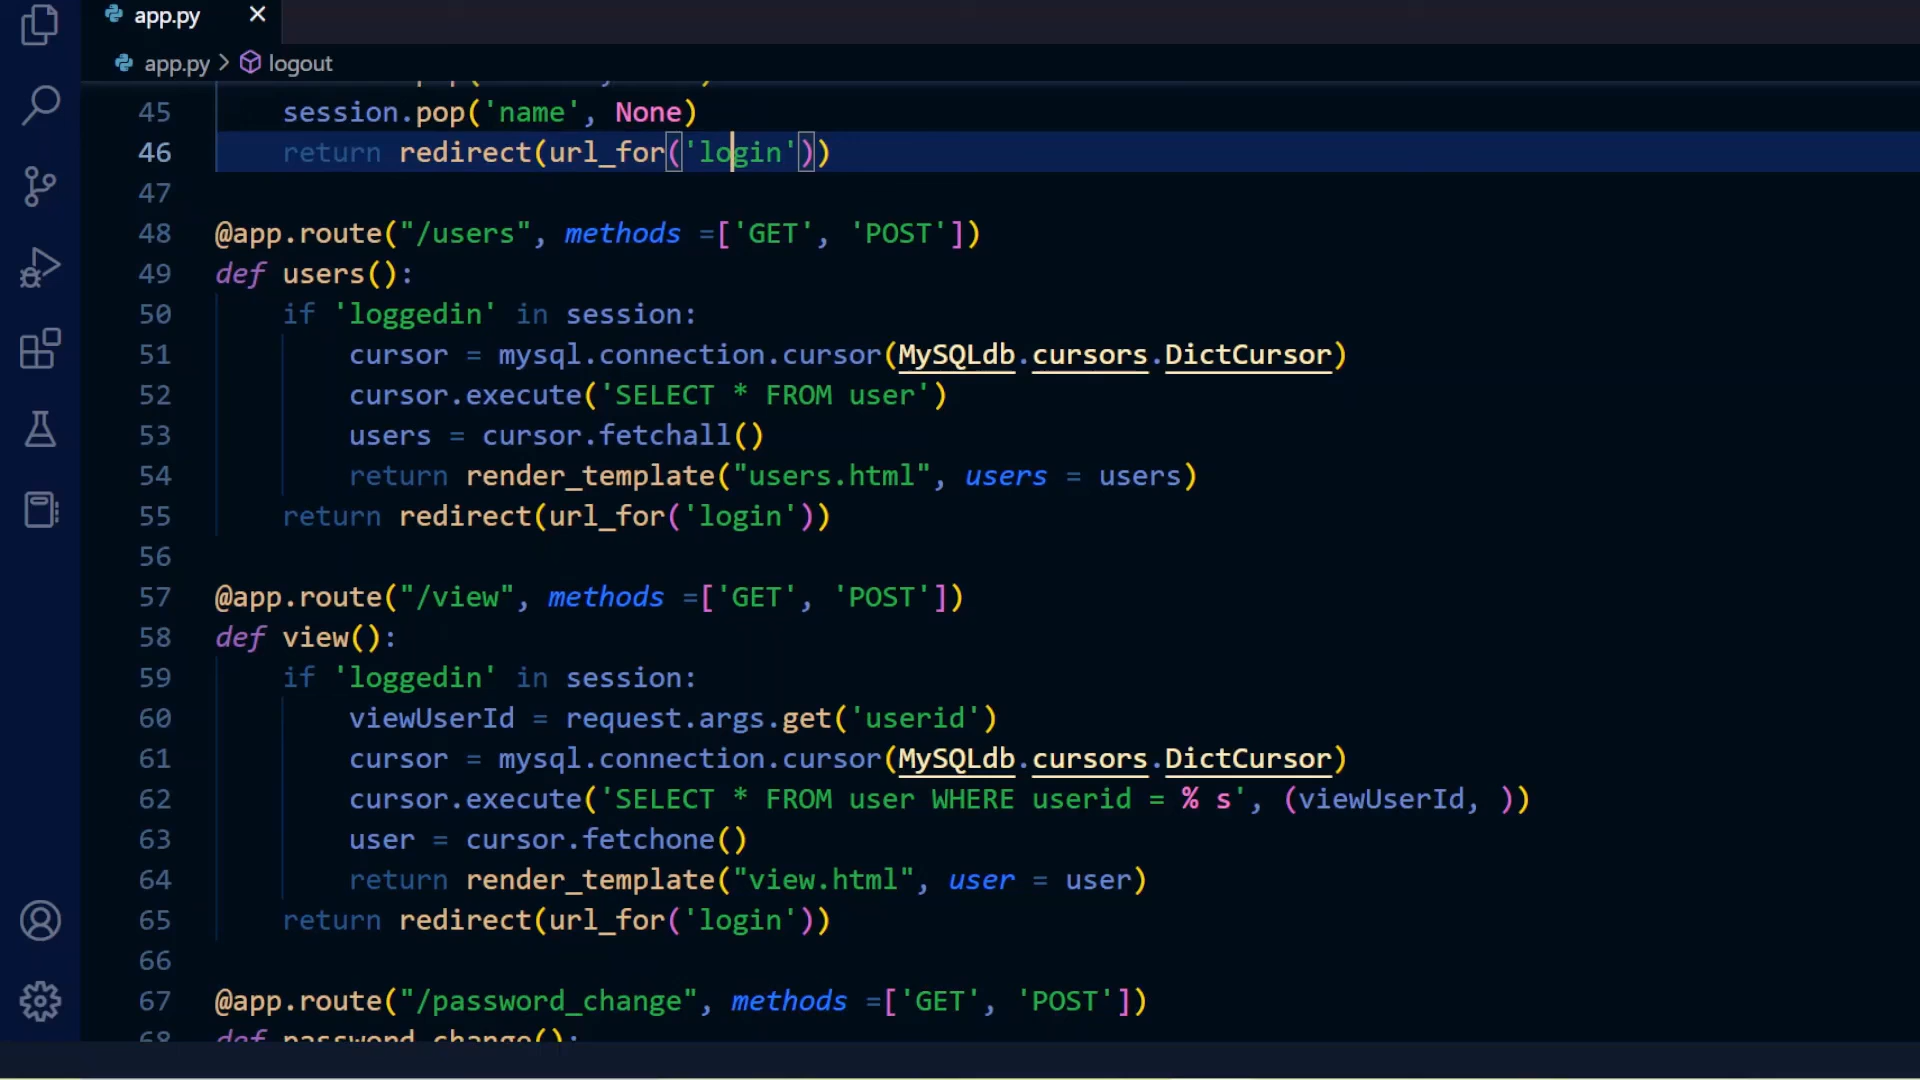 app.py
app.py > logout
45 session.pop('name', None)
46 return redirect(url_for('login'))
47
48 @app.route("/users", methods =['GET', 'POST'])
49 def users():
50 if 'loggedin' in session:
51 cursor = mysql.connection.cursor(MySQLdb.cursors.DictCursor)
52 cursor.execute('SELECT * FROM user')
53 users = cursor.fetchall()
54 return render_template("users.html", users = users)
55 return redirect(url_for('login'))
56
57 @app.route("/view", methods =['GET', 'POST'])
58 def view():
59 if 'loggedin' in session:
60 viewUserId = request.args.get('userid')
61 cursor = mysql.connection.cursor(MySQLdb.cursors.DictCursor)
62 cursor.execute('SELECT * FROM user WHERE userid = % s', (viewUserId, ))
63 user = cursor.fetchone()
64 return render_template("view.html", user = user)
65 return redirect(url_for('login'))
66
67 @app.route("/password_change", methods =['GET', 'POST'])
68 def password_change():